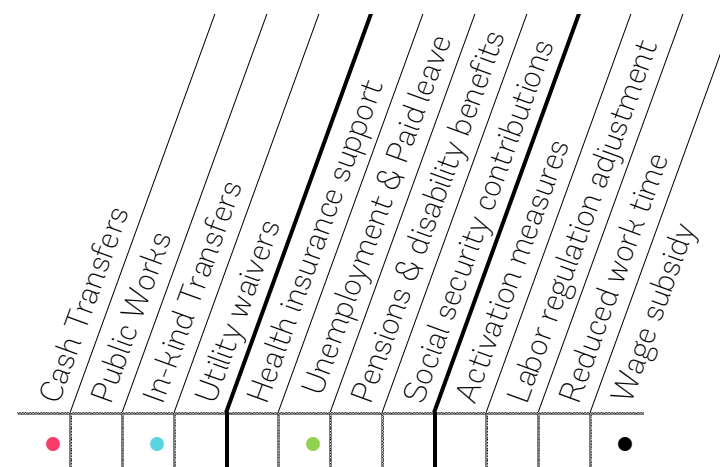 Cash Transfers
Public Works
In-kind Transfers
Utility waivers
Health insurance support
Unemployment & Paid leave
Pensions & disability benefits
Social security contributions
Activation measures
Labor regulation adjustment
Reduced work time
Wage subsidy